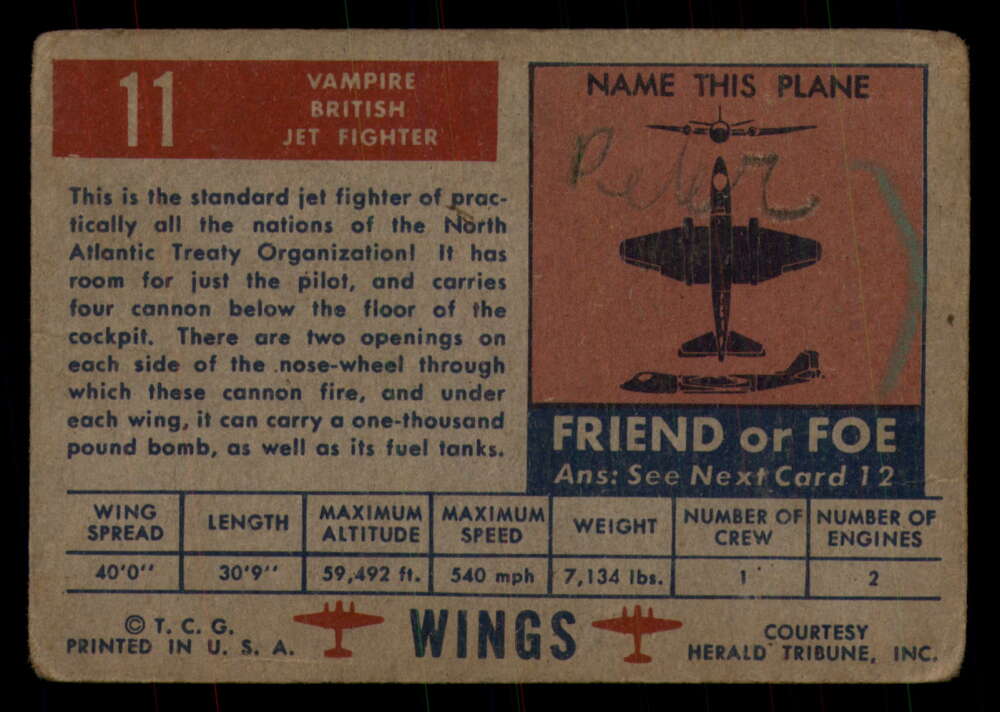 11
VAMPIRE
BRITISH
JET FIGHTER
This is the standard jet fighter of prac-
tically all the nations of the North
Atlantic Treaty Organization! It has
room for just the pilot, and carries
four cannon below the floor of the
cockpit. There are two openings on
each side of the nose-wheel through
which these cannon fire, and under
each wing, it can carry a one-thousand
pound bomb, as well as its fuel tanks.
NAME THIS PLANE
Peter
FRIEND or FOE
Ans: See Next Card 12
WING SPREAD LENGTH MAXIMUM ALTITUDE MAXIMUM SPEED WEIGHT NUMBER OF CREW NUMBER OF ENGINES
40'0" 30'9" 59,492 ft. 540 mph 7,134 lbs. 1 2
© T. C. G.
PRINTED IN U. S. A.
WINGS
COURTESY
HERALD TRIBUNE, INC.